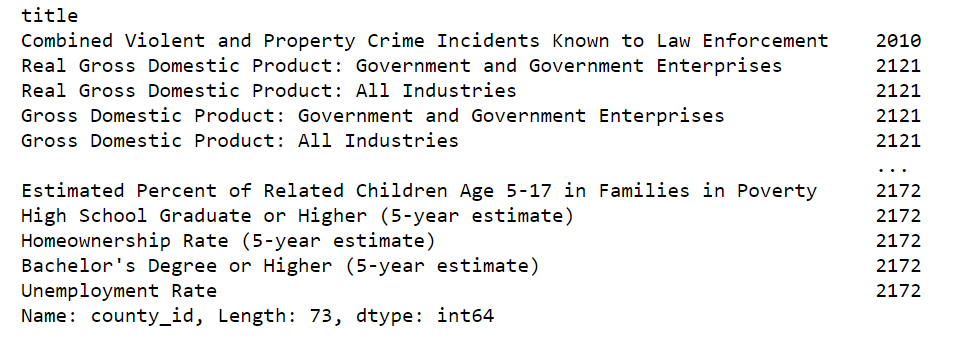 title
Combined Violent and Property Crime Incidents Known to Law Enforcement    2010
Real Gross Domestic Product: Government and Government Enterprises        2121
Real Gross Domestic Product: All Industries                               2121
Gross Domestic Product: Government and Government Enterprises             2121
Gross Domestic Product: All Industries                                    2121
                                                                          ...
Estimated Percent of Related Children Age 5-17 in Families in Poverty     2172
High School Graduate or Higher (5-year estimate)                          2172
Homeownership Rate (5-year estimate)                                      2172
Bachelor's Degree or Higher (5-year estimate)                             2172
Unemployment Rate                                                         2172
Name: county_id, Length: 73, dtype: int64